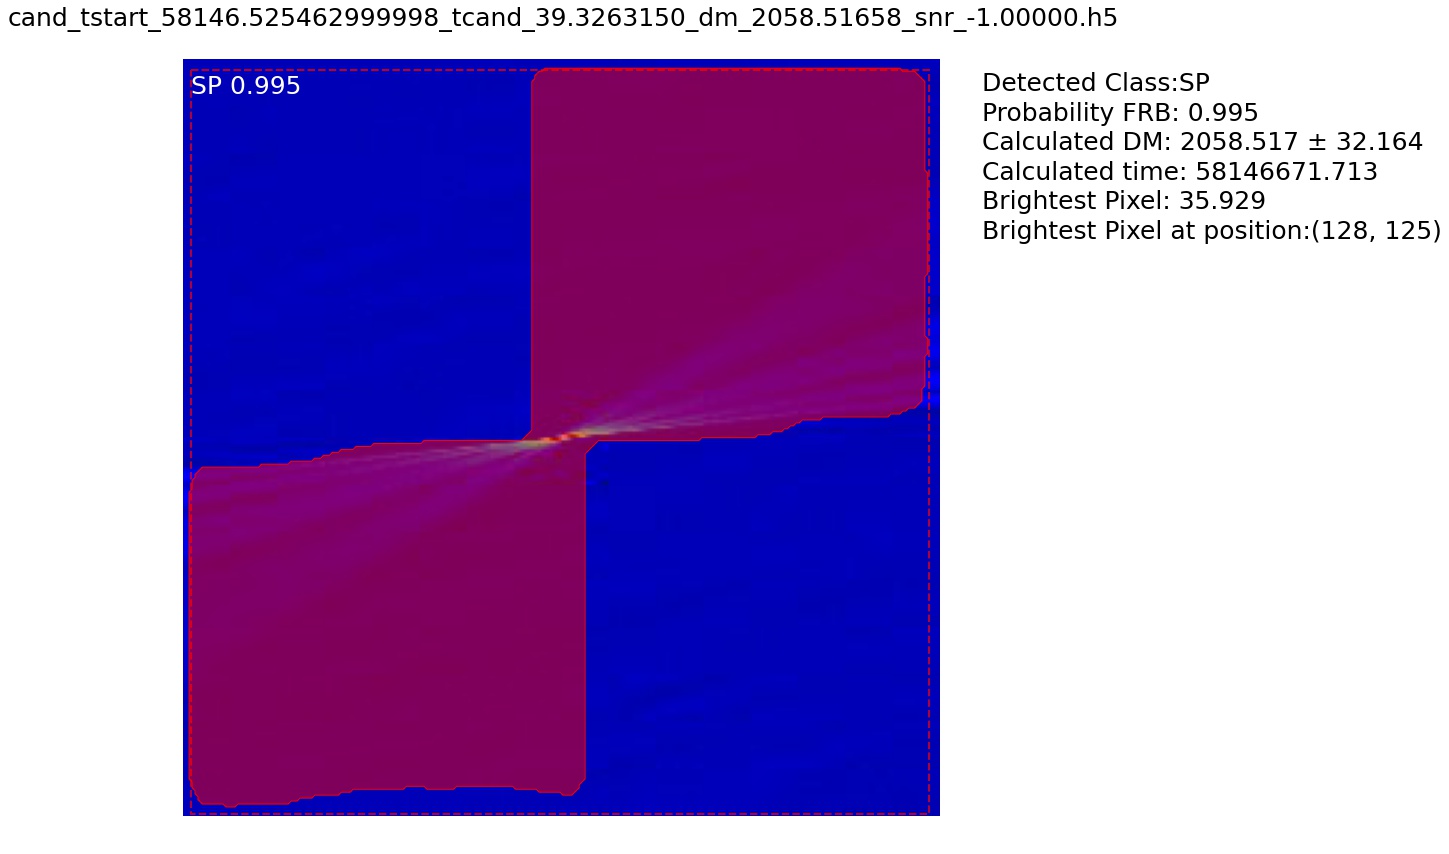 cand_tstart_58146.525462999998_tcand_39.3263150_dm_2058.51658_snr_-1.00000.h5
SP 0.995
Detected Class:SP
Probability FRB: 0.995
Calculated DM: 2058.517 ± 32.164
Calculated time: 58146671.713
Brightest Pixel: 35.929
Brightest Pixel at position:(128, 125)